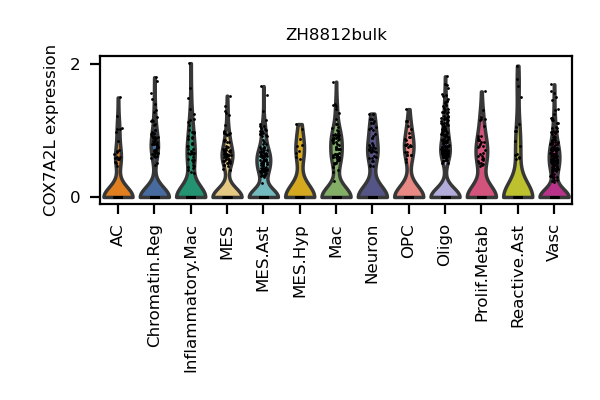 ZH8812bulk
COX7A2L expression
2
0
AC
Chromatin.Reg
Inflammatory.Mac
MES
MES.Ast
MES.Hyp
Mac
Neuron
OPC
Oligo
Prolif.Metab
Reactive.Ast
Vasc